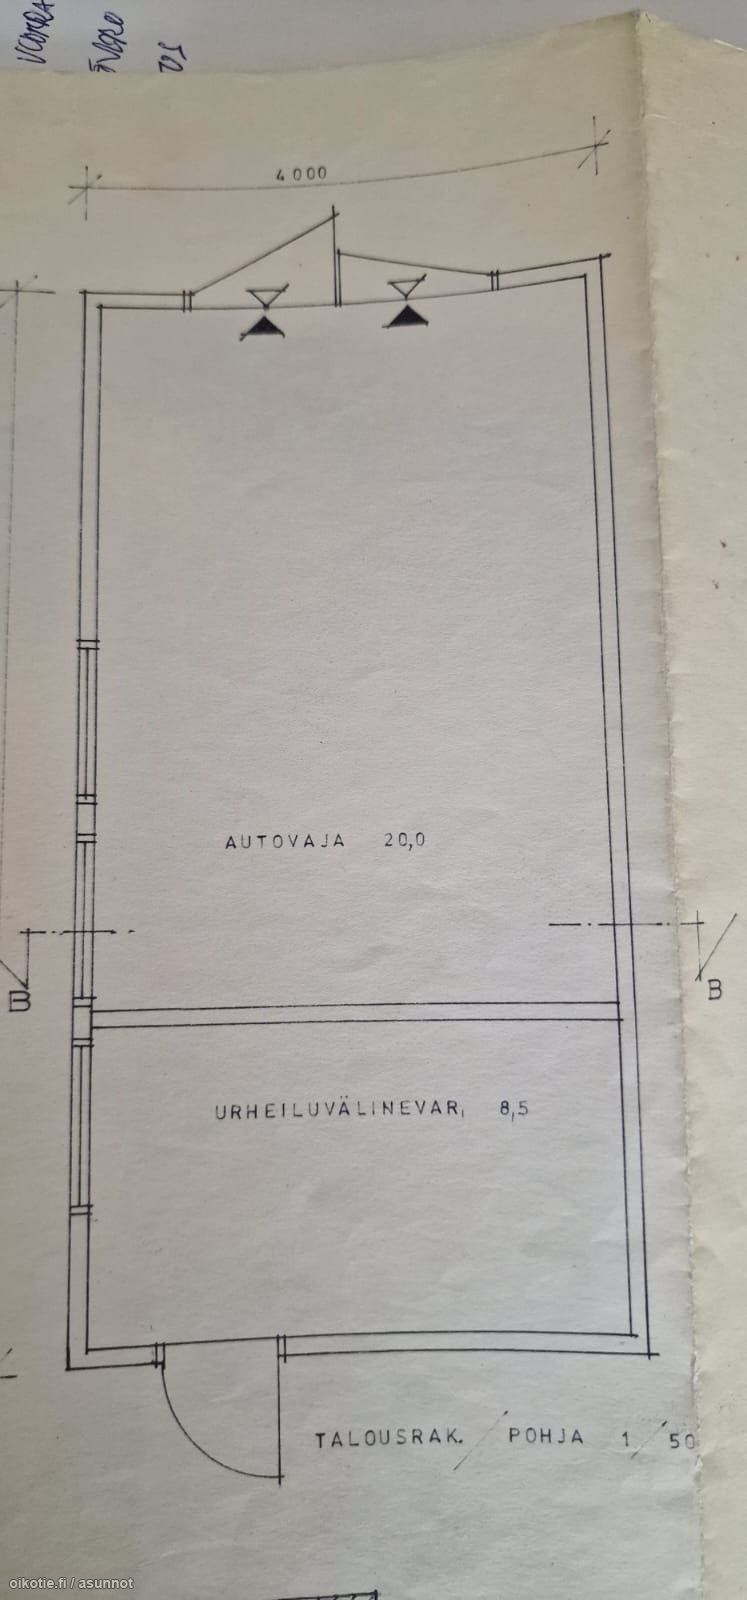 4000
AUTOVAJA 20,0
B
B
URHEILUVÄLINEVAR, 8,5
TALOUSRAK. / POHJA 1/50
oikotie.fi / asunnot